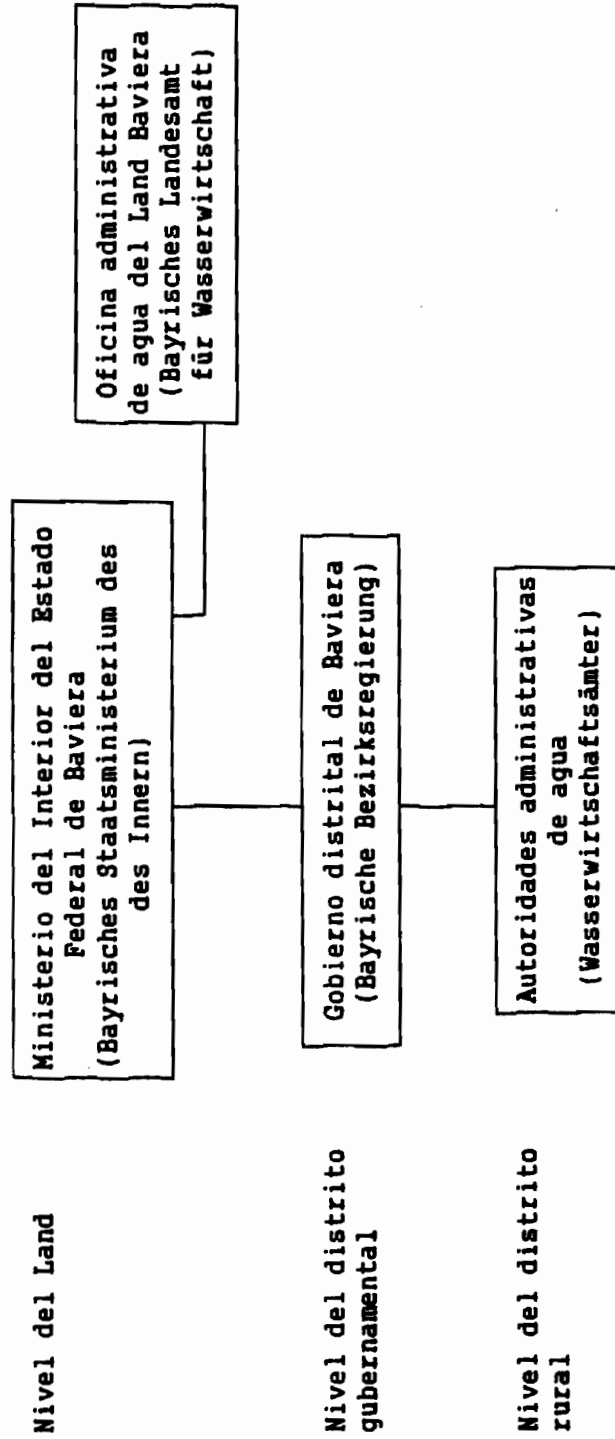 Nivel del Land
Ministerio del Interior del Estado
Federal de Baviera
(Bayrisches Staatsministerium des
des Innern)
Oficina administrativa
de agua del Land Baviera
(Bayrisches Landesamt
für Wasserwirtschaft)
Nivel del distrito
gubernamental
Gobierno distrital de Baviera
(Bayrische Bezirksregierung)
Nivel del distrito
rural
Autoridades administrativas
de agua
(Wasserwirtschaftsämter)